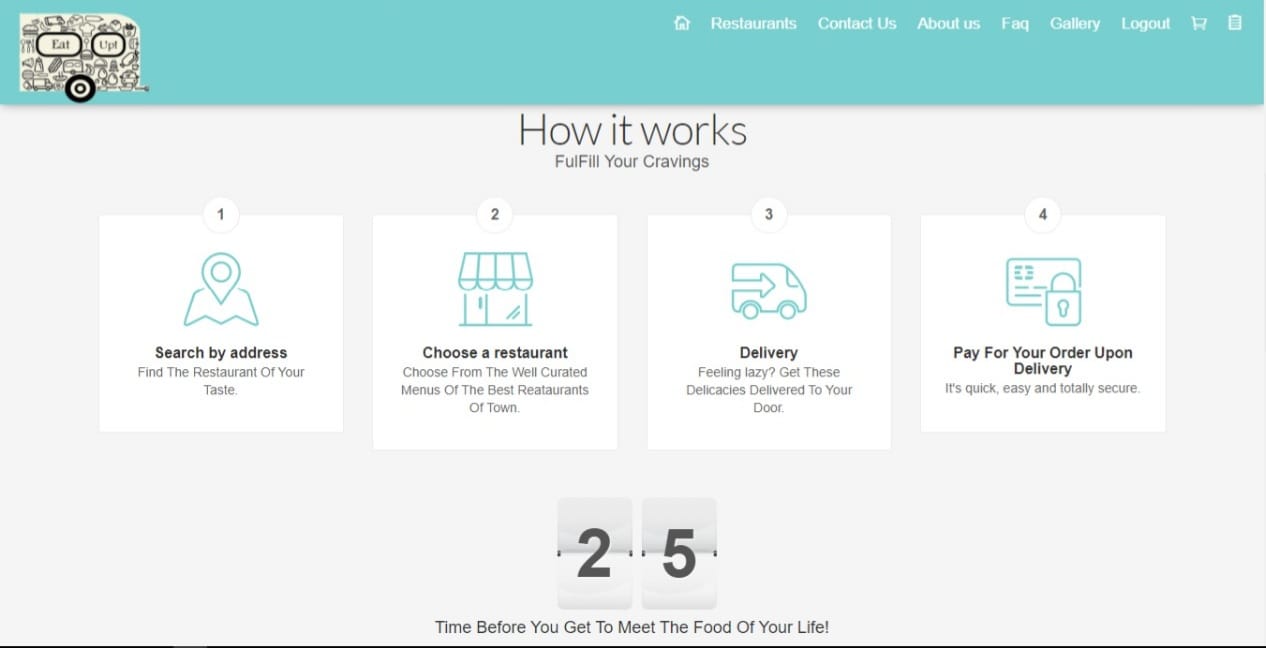 Eat Up!
Restaurants Contact Us About us Faq Gallery Logout
How it works
FulFill Your Cravings
1
Search by address
Find The Restaurant Of Your
Taste.
2
Choose a restaurant
Choose From The Well Curated
Menus Of The Best Reataurants
Of Town.
3
Delivery
Feeling lazy? Get These
Delicacies Delivered To Your
Door.
4
Pay For Your Order Upon
Delivery
It's quick, easy and totally secure.
2 5
Time Before You Get To Meet The Food Of Your Life!